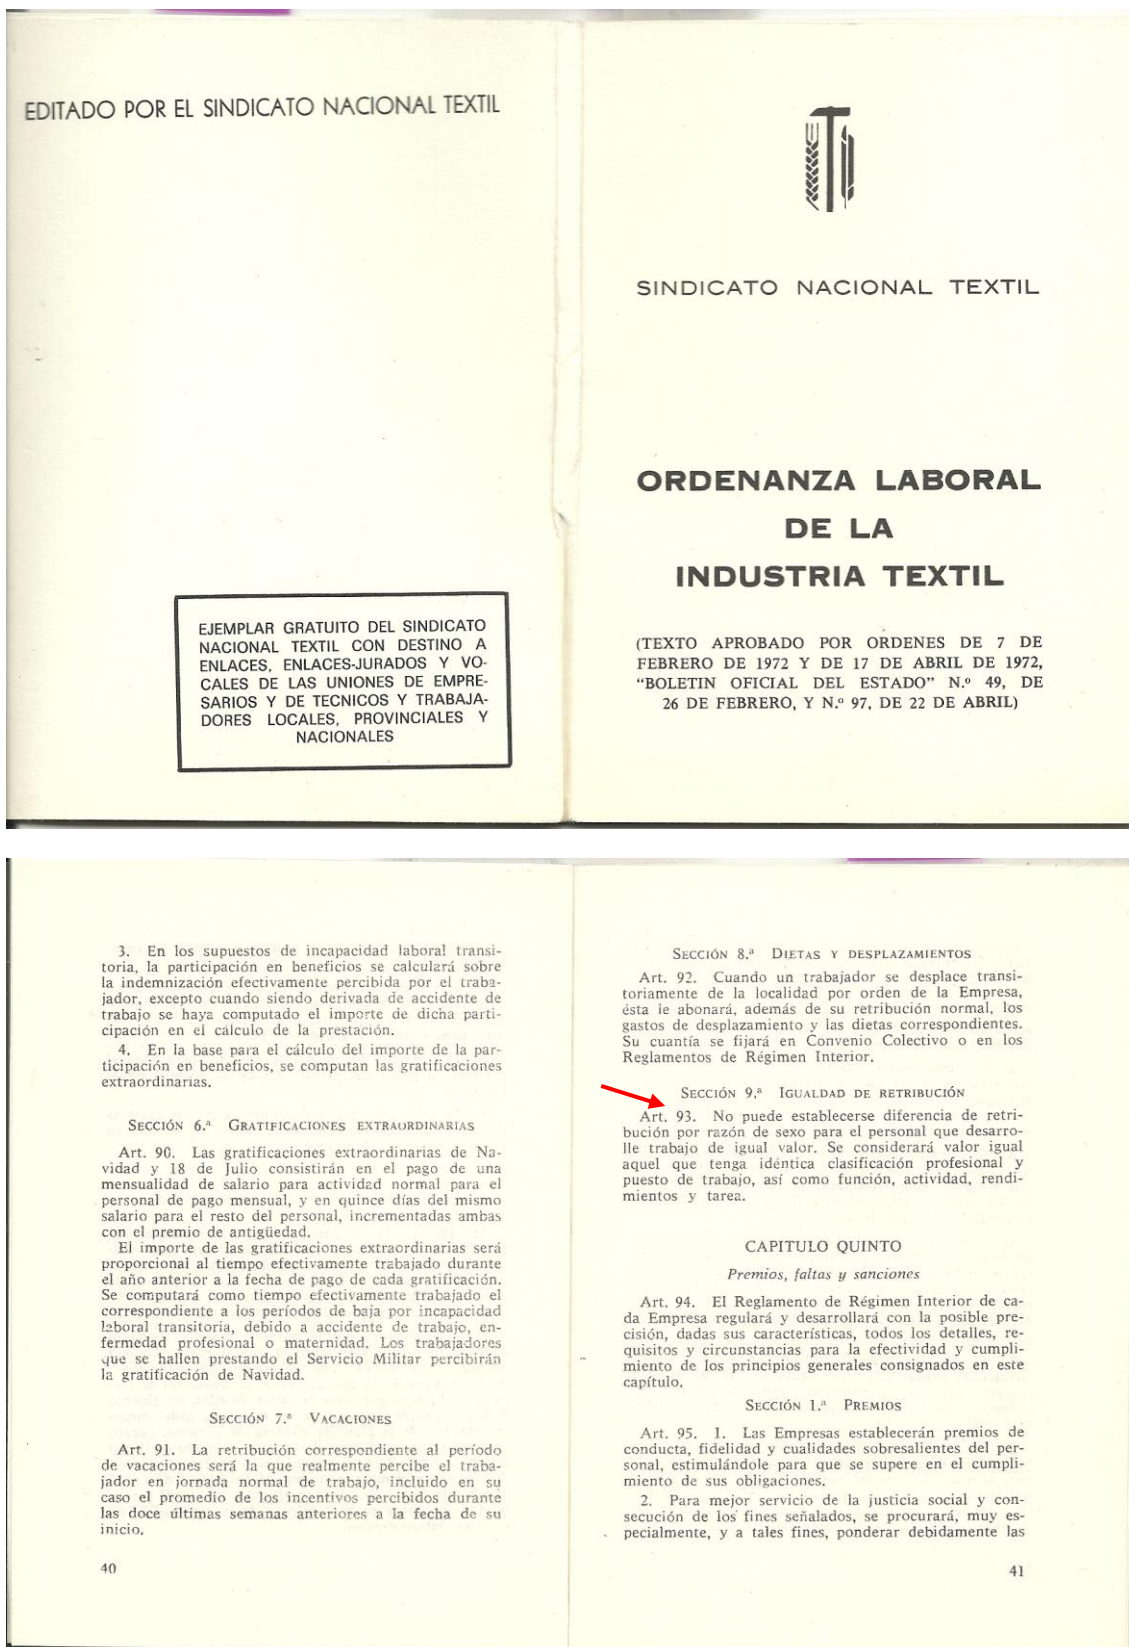 EDITADO POR EL SINDICATO NACIONAL TEXTIL
EJEMPLAR GRATUITO DEL SINDICATO
NACIONAL TEXTIL CON DESTINO A
ENLACES, ENLACES-JURADOS Y VO-
CALES DE LAS UNIONES DE EMPRE-
SARIOS Y DE TECNICOS Y TRABAJA-
DORES LOCALES, PROVINCIALES Y
NACIONALES
SINDICATO NACIONAL TEXTIL
ORDENANZA LABORAL
DE LA
INDUSTRIA TEXTIL
(TEXTO APROBADO POR ORDENES DE 7 DE
FEBRERO DE 1972 Y DE 17 DE ABRIL DE 1972,
"BOLETIN OFICIAL DEL ESTADO" N.º 49, DE
26 DE FEBRERO, Y N.º 97, DE 22 DE ABRIL)
3. En los supuestos de incapacidad laboral transi-
toria, la participación en beneficios se calculará sobre
la indemnización efectivamente percibida por el traba-
jador, excepto cuando siendo derivada de accidente de
trabajo se haya computado el importe de dicha parti-
cipación en el cálculo de la prestación.
4. En la base para el cálculo del importe de la par-
ticipación en beneficios, se computan las gratificaciones
extraordinarias.
SECCIÓN 6.ª GRATIFICACIONES EXTRAORDINARIAS
Art. 90. Las gratificaciones extraordinarias de Na-
vidad y 18 de Julio consistirán en el pago de una
mensualidad de salario para actividad normal para el
personal de pago mensual, y en quince días del mismo
salario para el resto del personal, incrementadas ambas
con el premio de antigüedad.
El importe de las gratificaciones extraordinarias será
proporcional al tiempo efectivamente trabajado durante
el año anterior a la fecha de pago de cada gratificación.
Se computará como tiempo efectivamente trabajado el
correspondiente a los períodos de baja por incapacidad
laboral transitoria, debido a accidente de trabajo, en-
fermedad profesional o maternidad. Los trabajadores
que se hallen prestando el Servicio Militar percibirán
la gratificación de Navidad.
SECCIÓN 7.ª VACACIONES
Art. 91. La retribución correspondiente al período
de vacaciones será la que realmente percibe el traba-
jador en jornada normal de trabajo, incluido en su
caso el promedio de los incentivos percibidos durante
las doce últimas semanas anteriores a la fecha de su
inicio.
40
SECCIÓN 8.ª DIETAS Y DESPLAZAMIENTOS
Art. 92. Cuando un trabajador se desplace transi-
toriamente de la localidad por orden de la Empresa,
ésta le abonará, además de su retribución normal, los
gastos de desplazamiento y las dietas correspondientes.
Su cuantía se fijará en Convenio Colectivo o en los
Reglamentos de Régimen Interior.
SECCIÓN 9.ª IGUALDAD DE RETRIBUCIÓN
Art. 93. No puede establecerse diferencia de retri-
bución por razón de sexo para el personal que desarro-
lle trabajo de igual valor. Se considerará valor igual
aquel que tenga idéntica clasificación profesional y
puesto de trabajo, así como función, actividad, rendi-
mientos y tarea.
CAPITULO QUINTO
Premios, faltas y sanciones
Art. 94. El Reglamento de Régimen Interior de ca-
da Empresa regulará y desarrollará con la posible pre-
cisión, dadas sus características, todos los detalles, re-
quisitos y circunstancias para la efectividad y cumpli-
miento de los principios generales consignados en este
capítulo.
SECCIÓN 1.ª PREMIOS
Art. 95. 1. Las Empresas establecerán premios de
conducta, fidelidad y cualidades sobresalientes del per-
sonal, estimulándole para que se supere en el cumpli-
miento de sus obligaciones.
2. Para mejor servicio de la justicia social y con-
secución de los fines señalados, se procurará, muy es-
pecialmente, y a tales fines, ponderar debidamente las
41